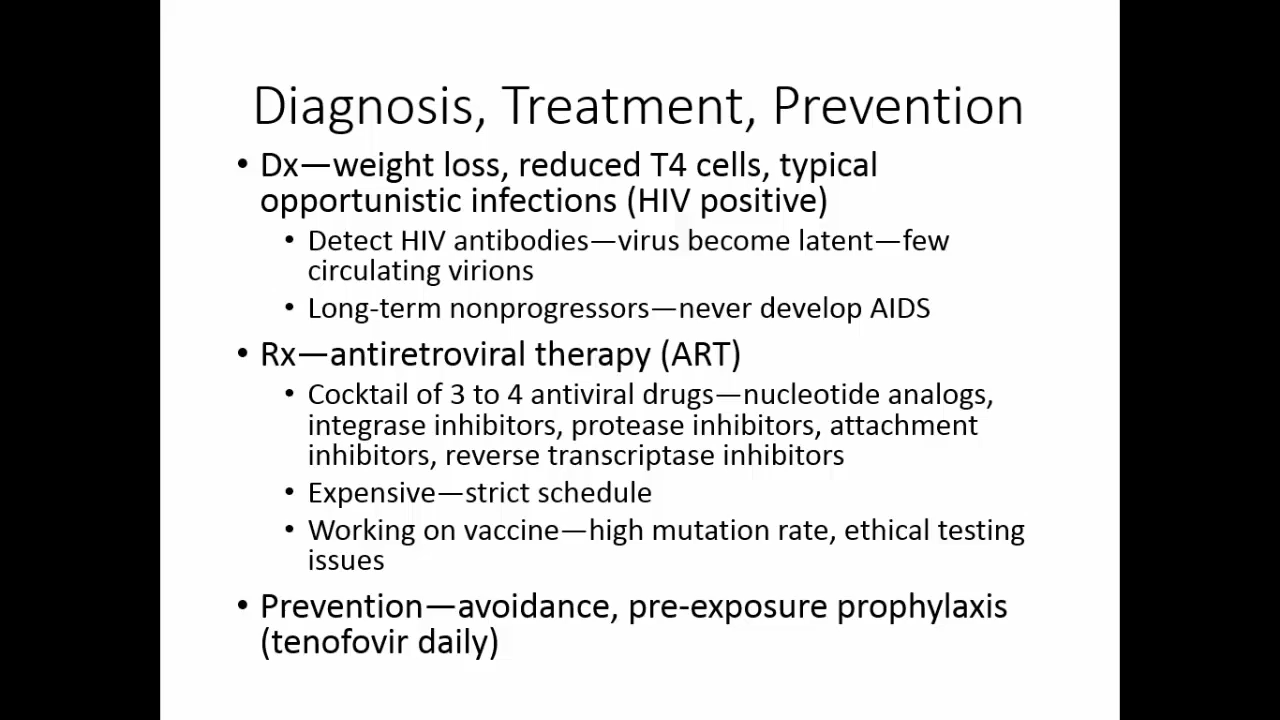 Diagnosis, Treatment, Prevention
• Dx—weight loss, reduced T4 cells, typical
opportunistic infections (HIV positive)
• Detect HIV antibodies—virus become latent—few
circulating virions
• Long-term nonprogressors—never develop AIDS
• Rx—antiretroviral therapy (ART)
• Cocktail of 3 to 4 antiviral drugs—nucleotide analogs,
integrase inhibitors, protease inhibitors, attachment
inhibitors, reverse transcriptase inhibitors
• Expensive—strict schedule
• Working on vaccine—high mutation rate, ethical testing
issues
• Prevention—avoidance, pre-exposure prophylaxis
(tenofovir daily)